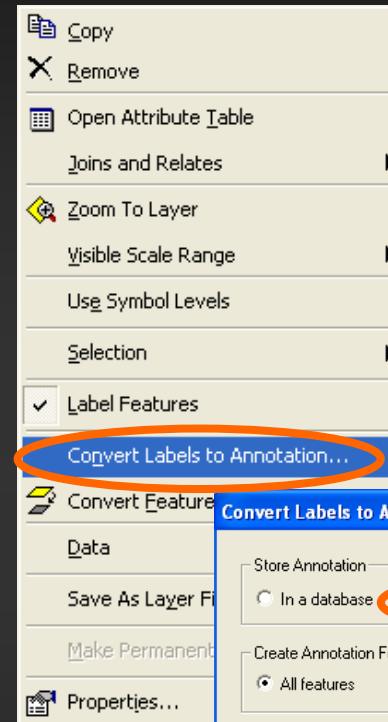 Copy
Remove
Open Attribute Table
Joins and Relates
Zoom To Layer
Visible Scale Range
Use Symbol Levels
Selection
Label Features
Convert Labels to Annotation...
Convert Feature
Convert Labels to A
Data
Store Annotation
In a database
Save As Layer Fi
Make Permanent
Create Annotation F
All features
Properties...